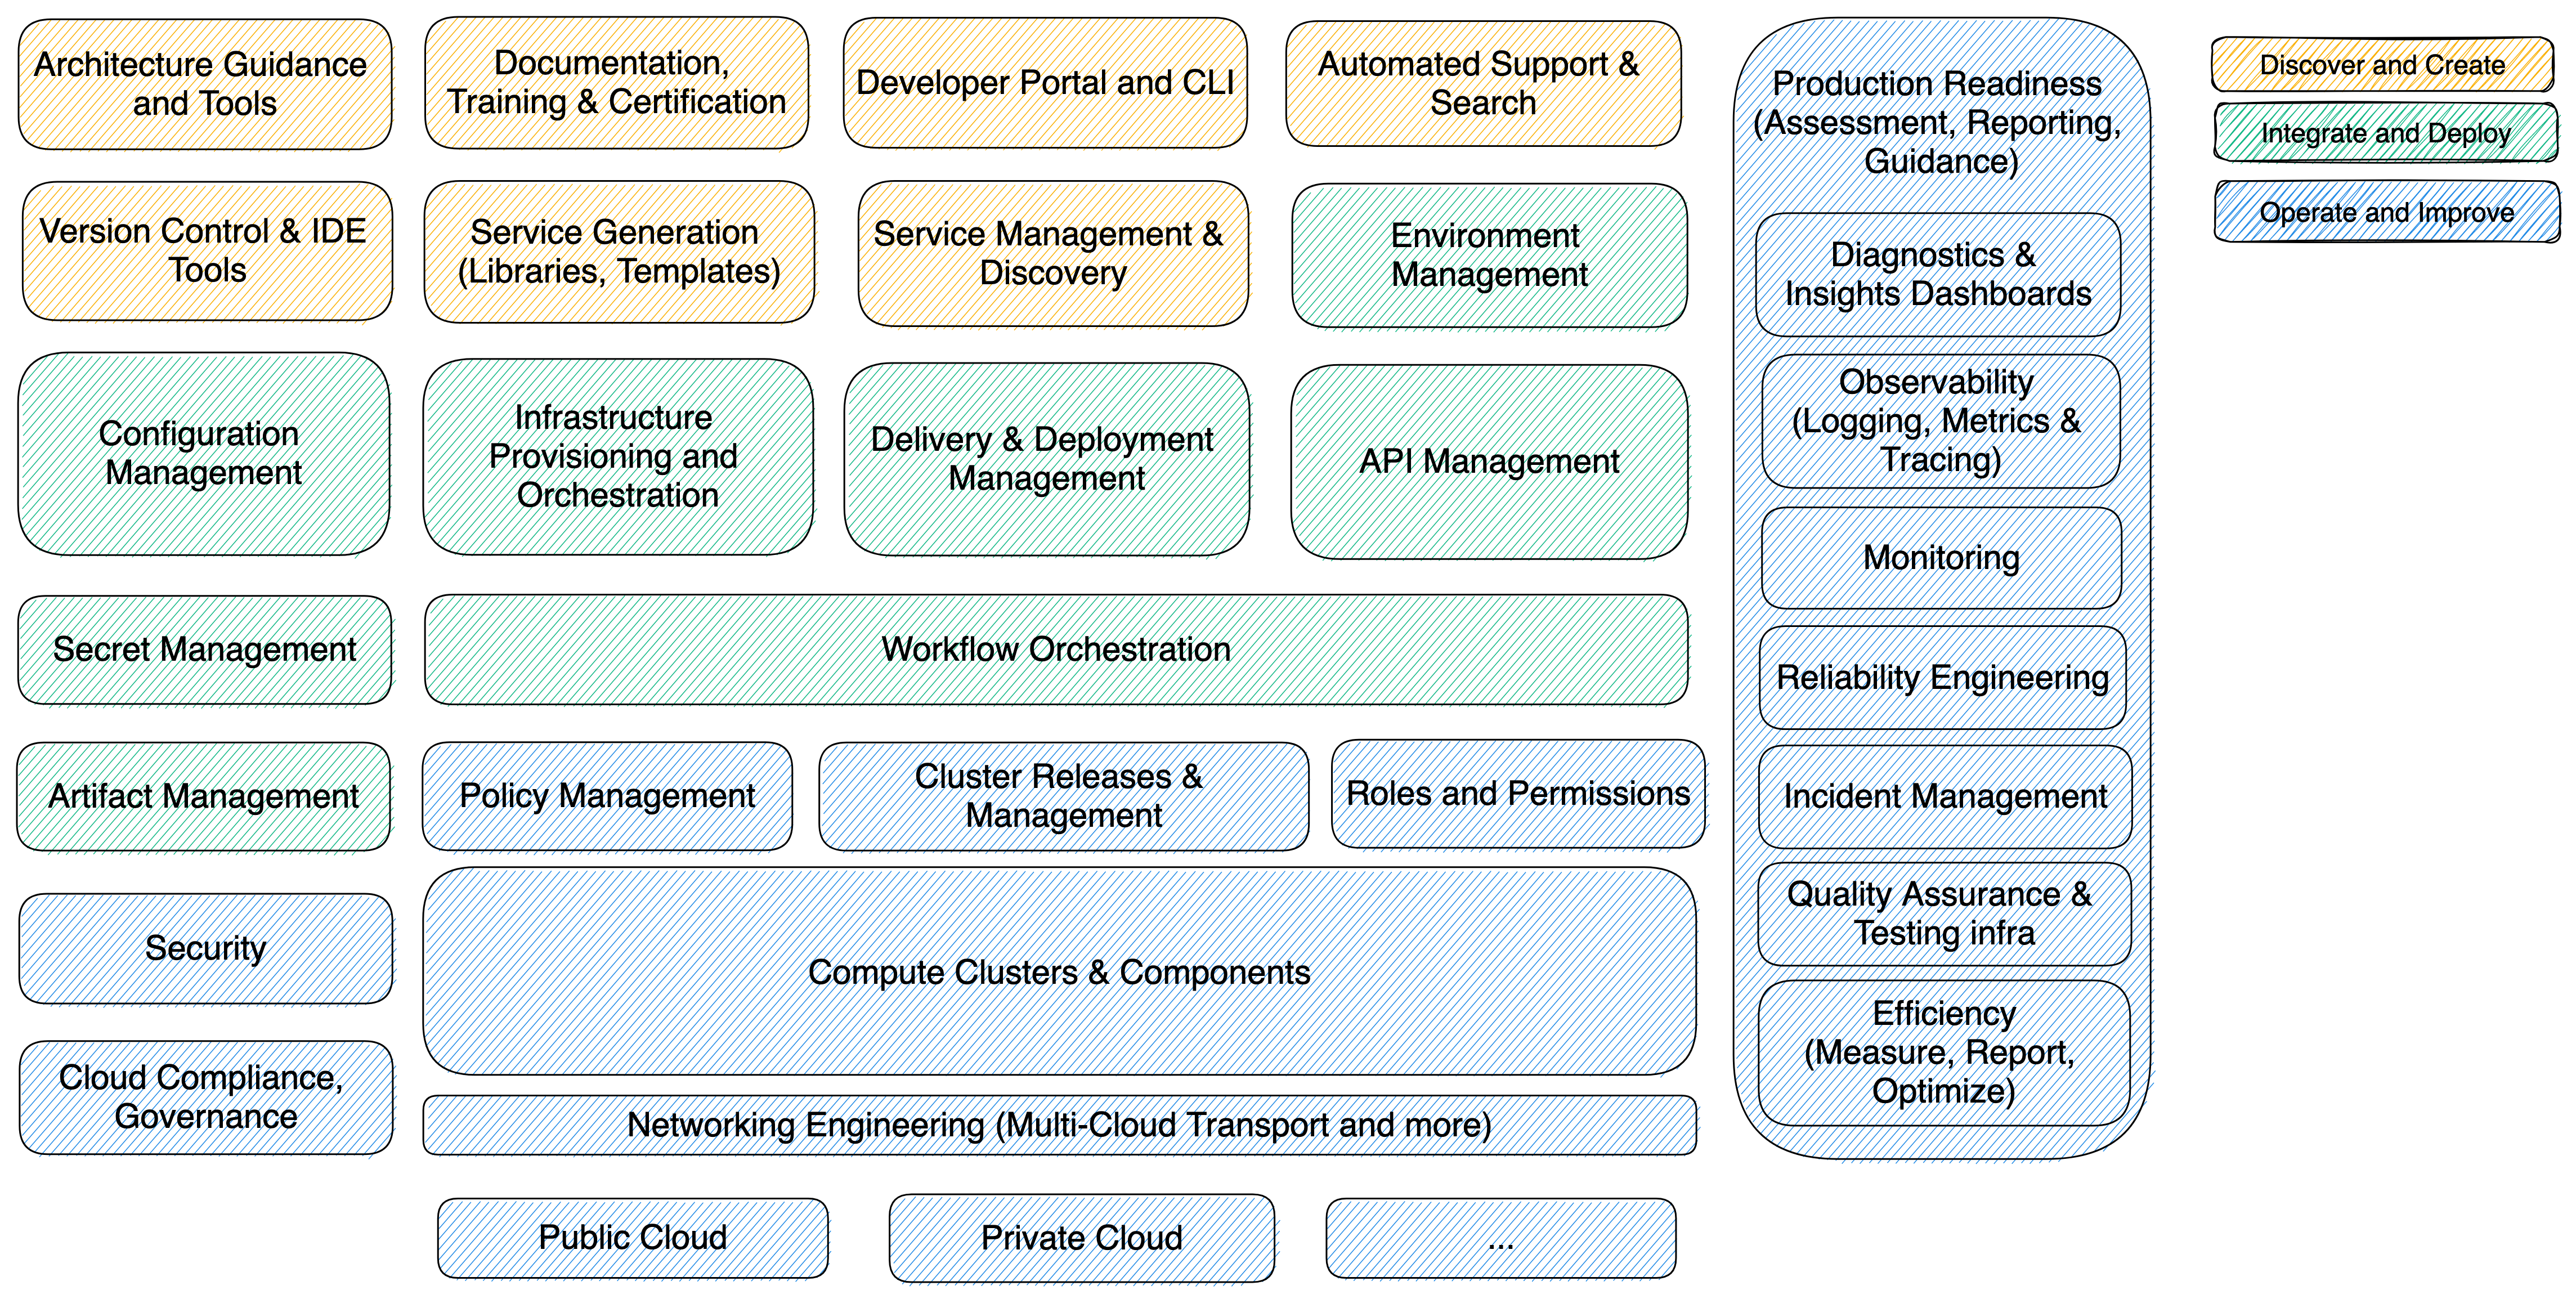 Architecture Guidance
and Tools
Documentation,
Training & Certification
Developer Portal and CLI
Automated Support &
Search
Production Readiness
(Assessment, Reporting,
Guidance)
Discover and Create
Integrate and Deploy
Operate and Improve
Version Control & IDE
Tools
Service Generation
(Libraries, Templates)
Service Management &
Discovery
Environment
Management
Diagnostics &
Insights Dashboards
Configuration
Management
Infrastructure
Provisioning and
Orchestration
Delivery & Deployment
Management
API Management
Observability
(Logging, Metrics &
Tracing)
Monitoring
Secret Management
Workflow Orchestration
Reliability Engineering
Artifact Management
Policy Management
Cluster Releases &
Management
Roles and Permissions
Incident Management
Security
Compute Clusters & Components
Quality Assurance &
Testing infra
Cloud Compliance,
Governance
Efficiency
(Measure, Report,
Optimize)
Networking Engineering (Multi-Cloud Transport and more)
Public Cloud
Private Cloud
...